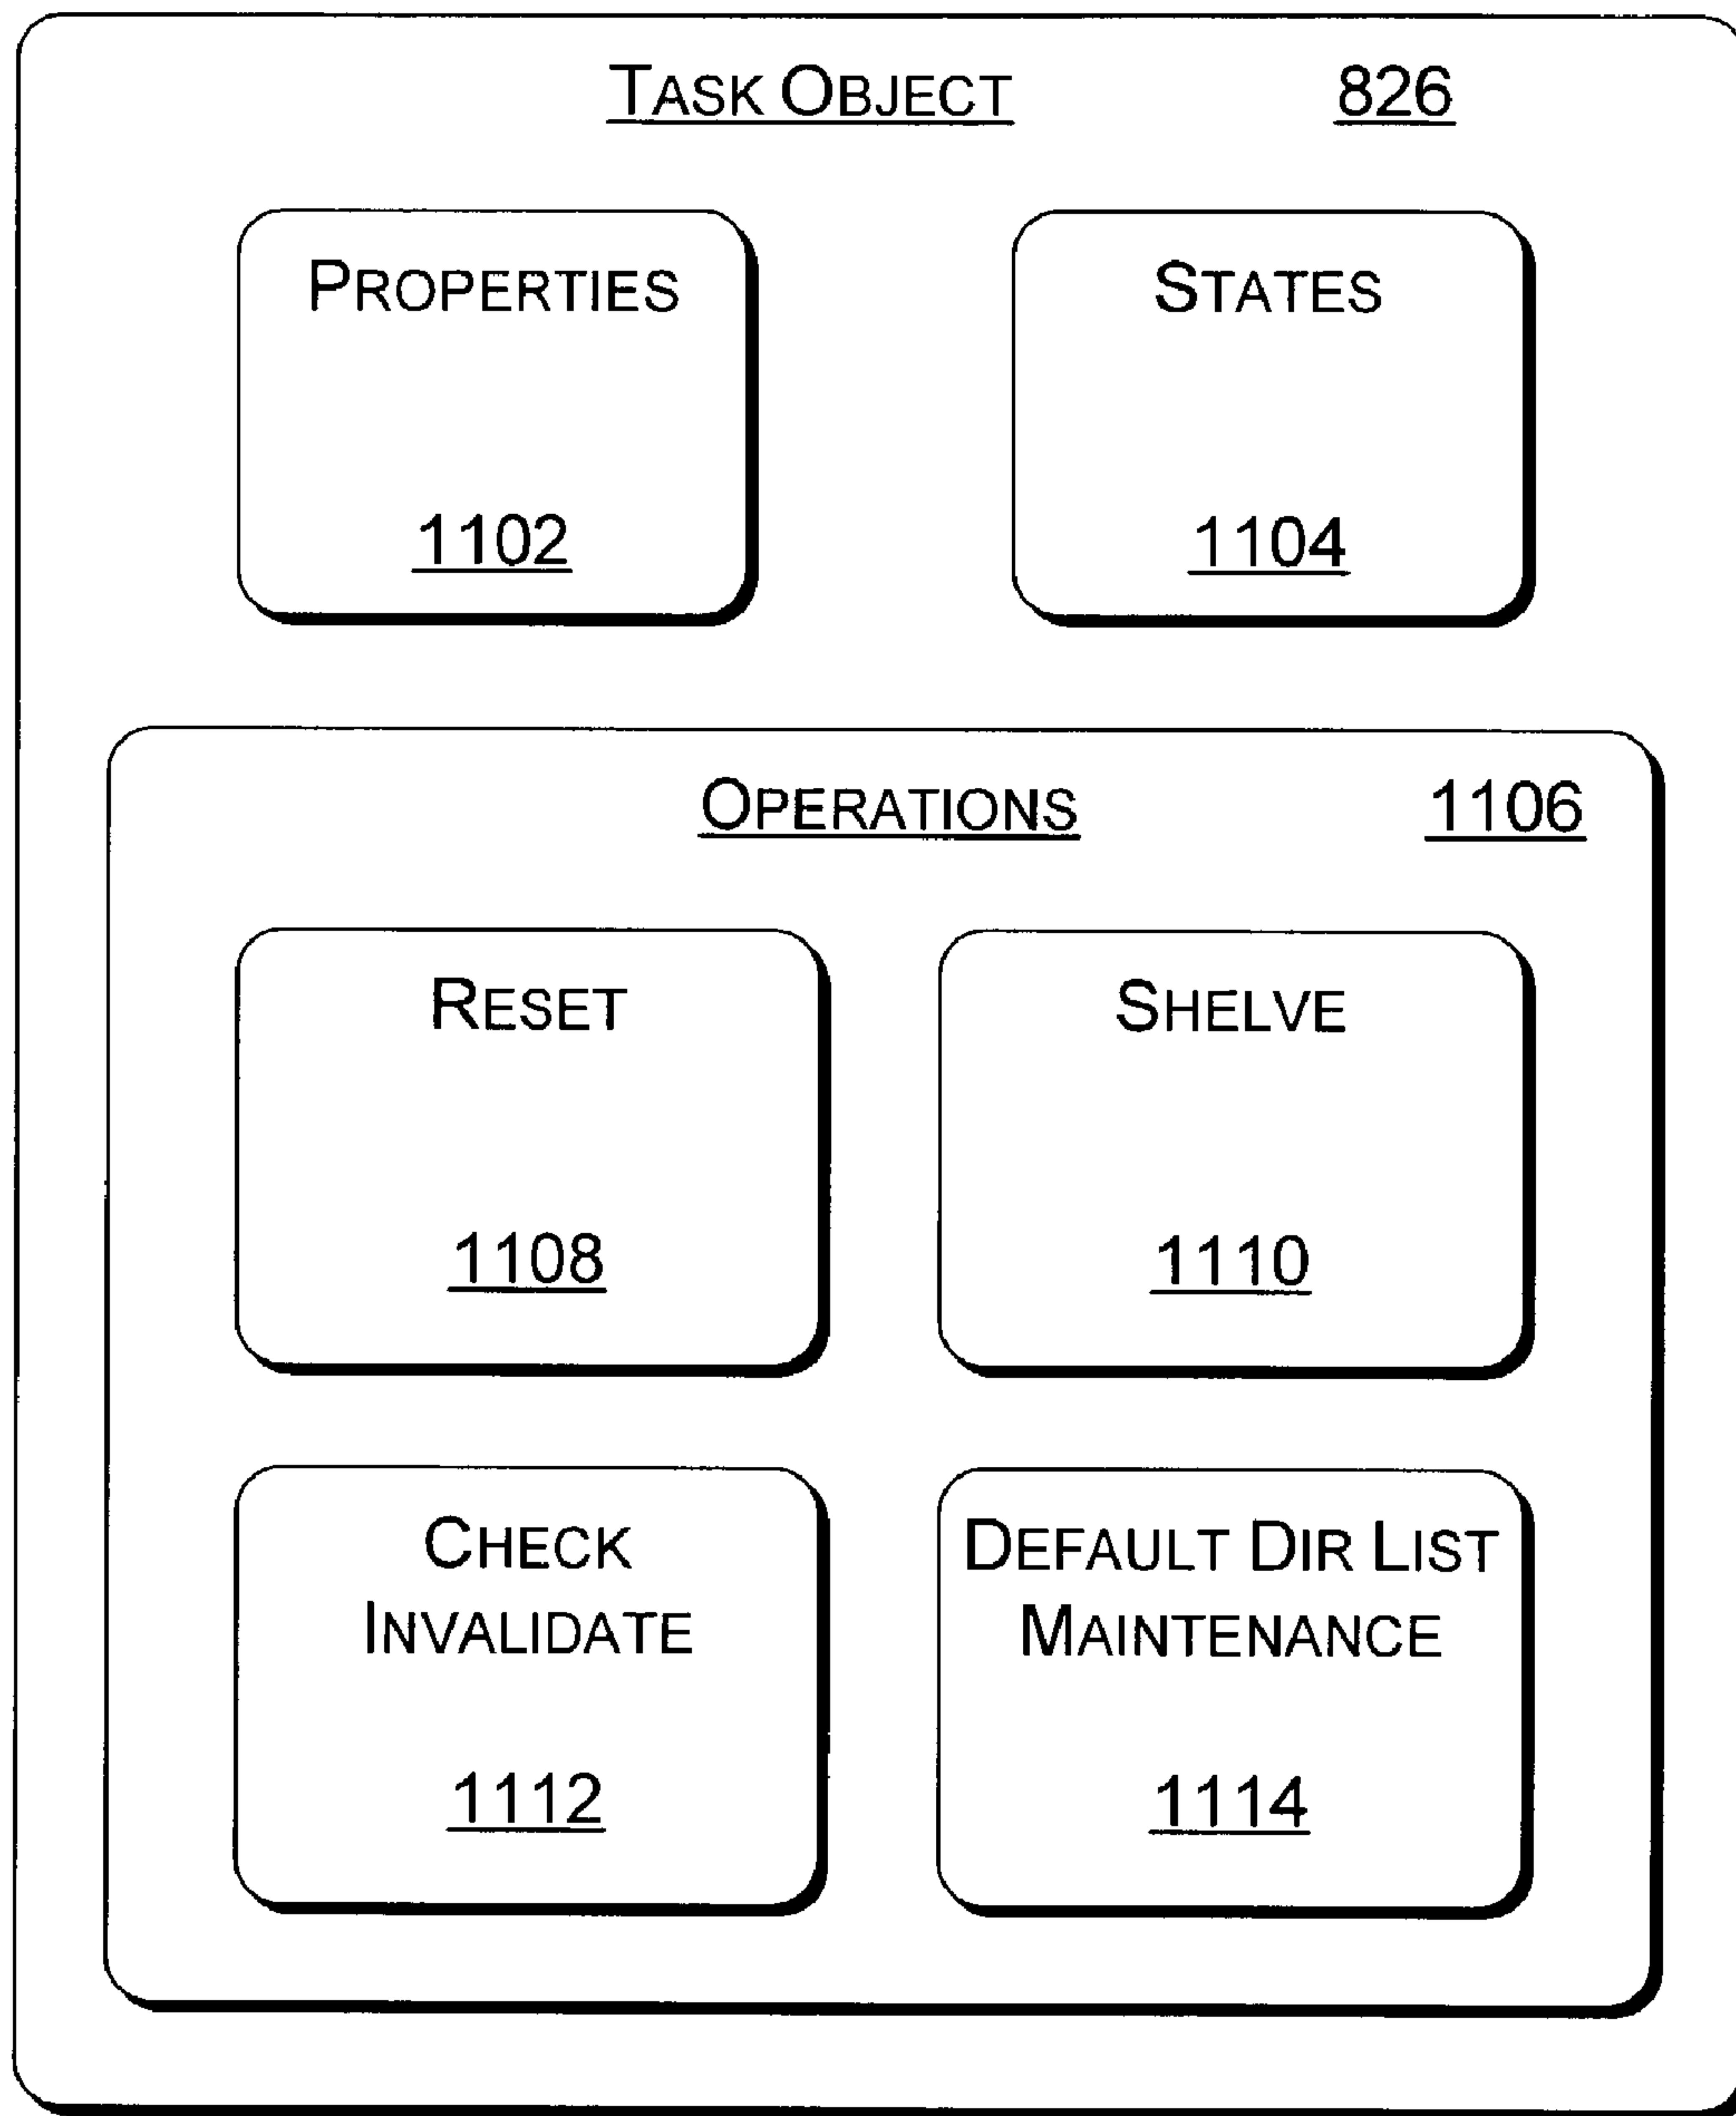 TASK OBJECT 826
PROPERTIES
1102
STATES
1104
OPERATIONS 1106
RESET
1108
SHELVE
1110
CHECK
INVALIDATE
1112
DEFAULT DIR LIST
MAINTENANCE
1114